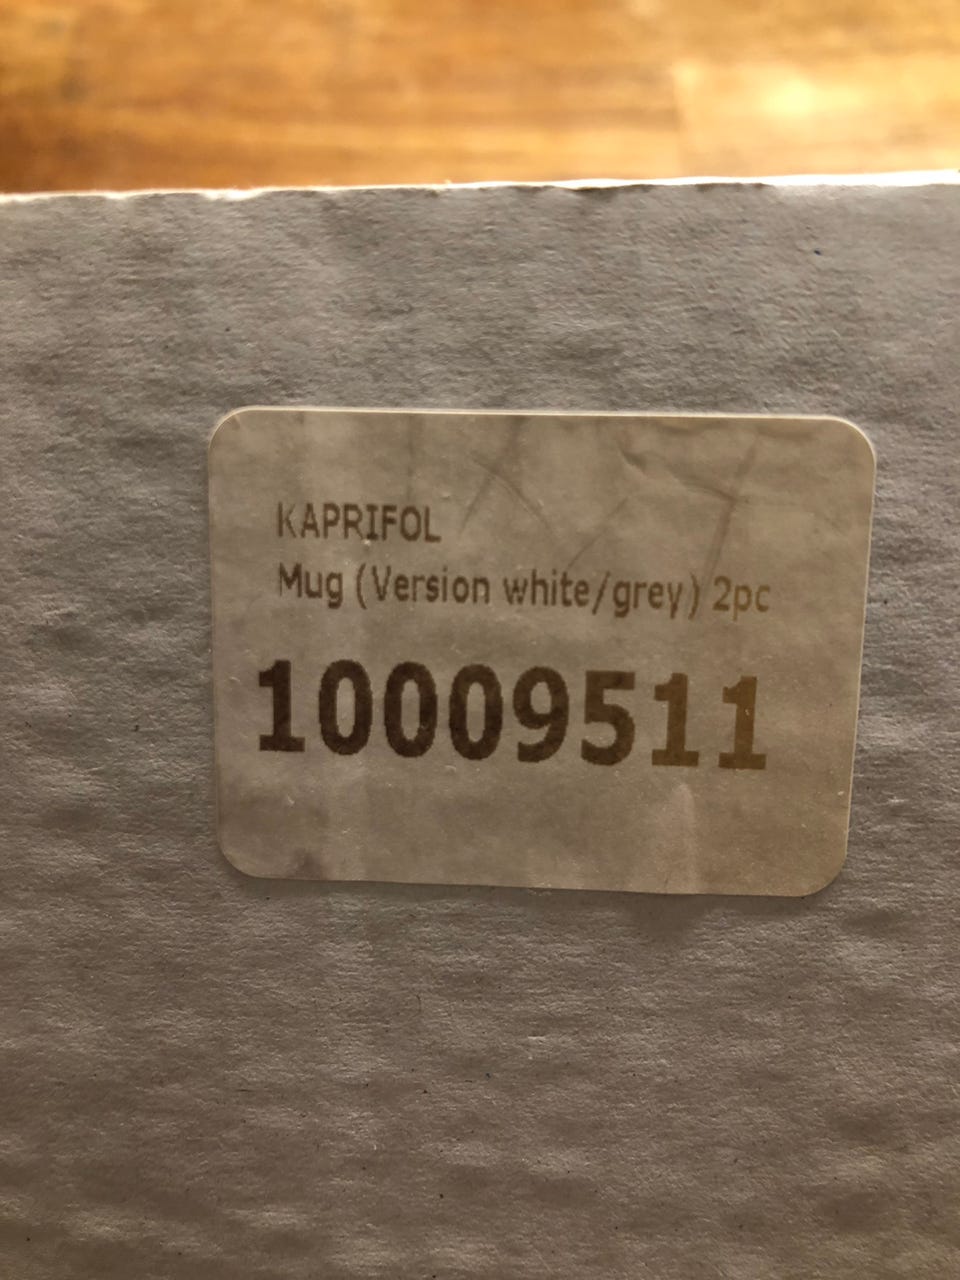 KAPRIFOL
Mug (Version white/grey) 2pc
10009511